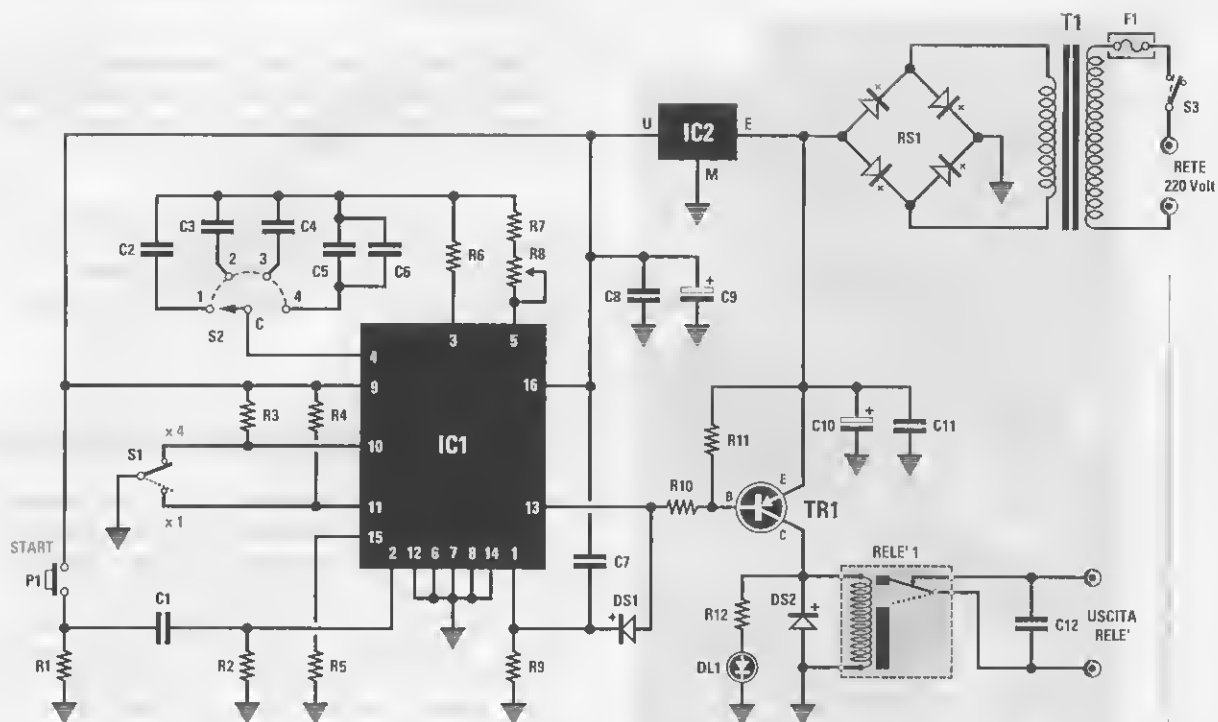 T1
F1
S3
RETE
220 Volt
RS1
U
IC2
E
M
C2
C3
C4
C5
C6
1
2
3
4
S2
C
R6
R7
R8
C8
+
C9
3
5
4
9
16
R3
R4
x 4
S1
x 1
10
11
15
IC1
13
2
12
6
7
8
14
1
START
P1
C1
R1
R2
R5
R9
C7
+
DS1
R10
R11
B
E
C
TR1
C10
+
C11
RELE' 1
R12
DL1
DS2
+
C12
USCITA
RELE'